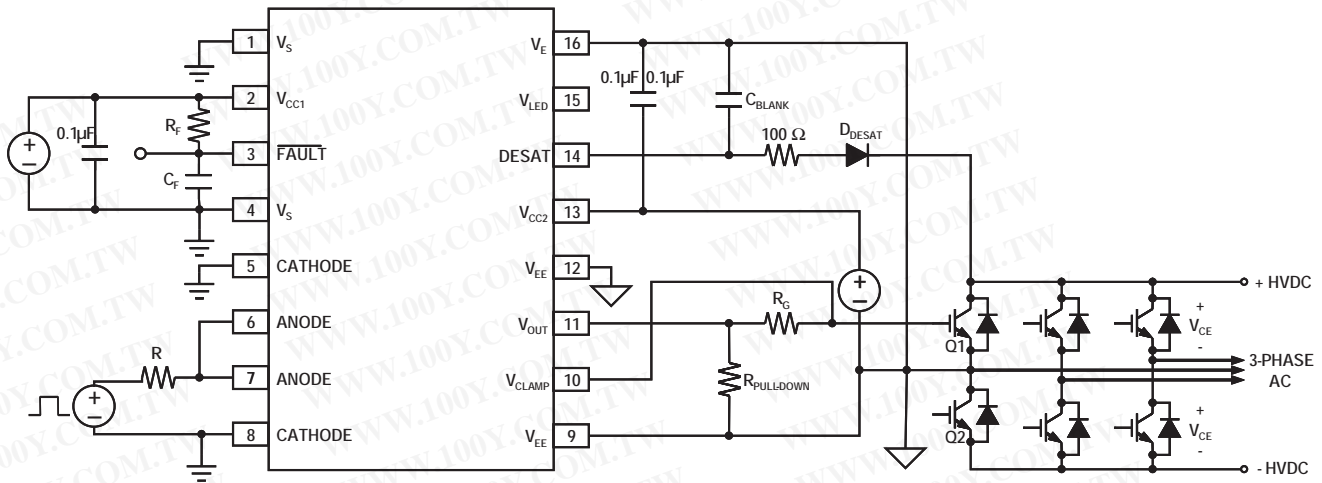 1 V_S
2 V_CC1
3 FAULT
4 V_S
5 CATHODE
6 ANODE
7 ANODE
8 CATHODE
V_E 16
V_LED 15
DESAT 14
V_CC2 13
V_EE 12
V_OUT 11
V_CLAMP 10
V_EE 9
+
−
0.1µF
R_F
C_F
R
+
−
0.1µF 0.1µF
C_BLANK
100 Ω
D_DESAT
+
−
R_G
R_PULL-DOWN
Q1
Q2
+ HVDC
+
V_CE
-
3-PHASE
AC
+
V_CE
-
- HVDC
WWW.100Y.COM.TW